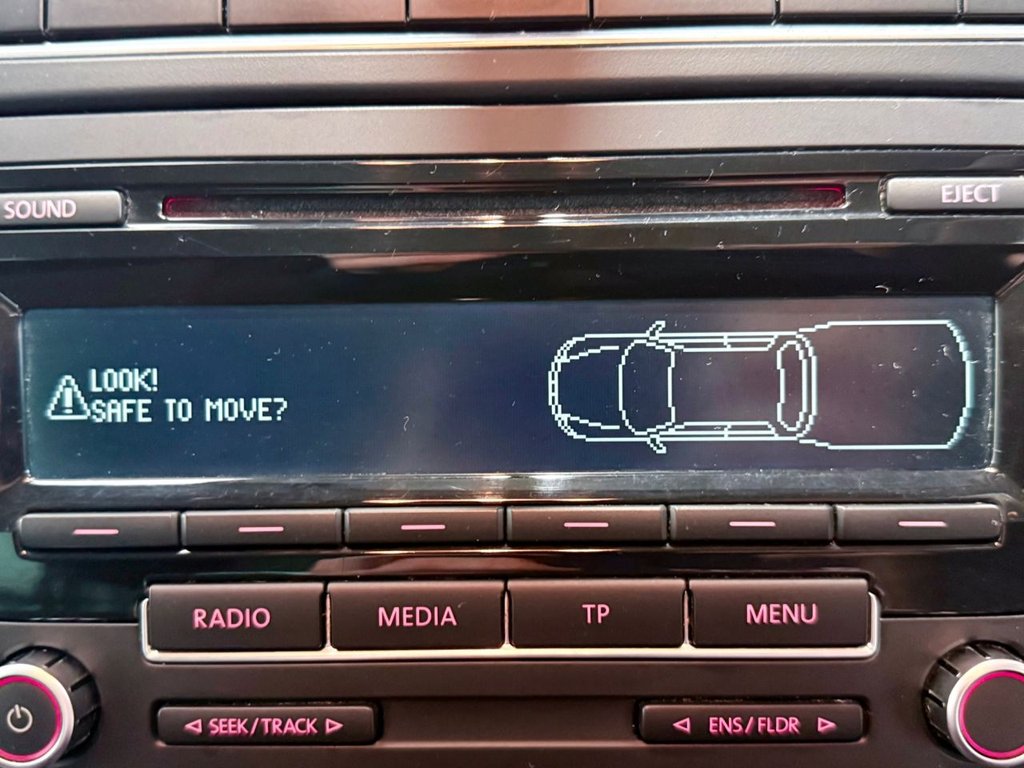 SOUND
EJECT
LOOK!
SAFE TO MOVE?
RADIO
MEDIA
TP
MENU
SEEK/TRACK
ENS/FLDR